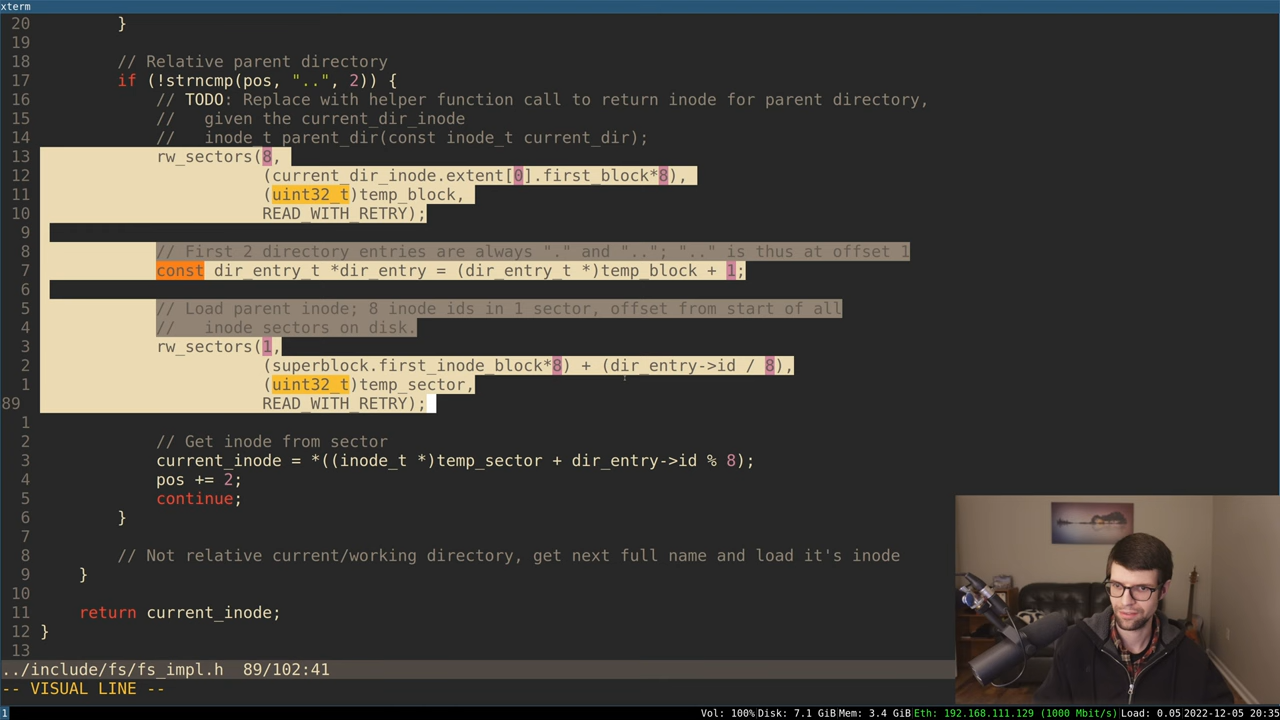 xterm
20 }
19
18 // Relative parent directory
17 if (!strncmp(pos, "..", 2)) {
16 // TODO: Replace with helper function call to return inode for parent directory,
15 //   given the current_dir_inode
14 //   inode_t parent_dir(const inode_t current_dir);
13 rw_sectors(8,
12 (current_dir_inode.extent[0].first_block*8),
11 (uint32_t)temp_block,
10 READ_WITH_RETRY);
9
8 // First 2 directory entries are always "." and ".."; ".." is thus at offset 1
7 const dir_entry_t *dir_entry = (dir_entry_t *)temp_block + 1;
6
5 // Load parent inode; 8 inode ids in 1 sector, offset from start of all
4 //   inode sectors on disk.
3 rw_sectors(1,
2 (superblock.first_inode_block*8) + (dir_entry->id / 8),
1 (uint32_t)temp_sector,
89 READ_WITH_RETRY);
1
2 // Get inode from sector
3 current_inode = *((inode_t *)temp_sector + dir_entry->id % 8);
4 pos += 2;
5 continue;
6 }
7
8 // Not relative current/working directory, get next full name and load it's inode
9 }
10
11 return current_inode;
12 }
13
../include/fs/fs_impl.h  89/102:41
-- VISUAL LINE --
1 Vol: 100% Disk: 7.1 GiB Mem: 3.4 GiB Eth: 192.168.111.129 (1000 Mbit/s) Load: 0.05 2022-12-05 20:35